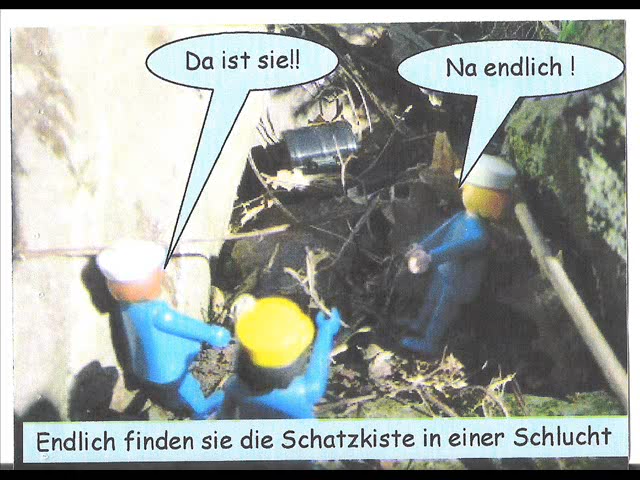 Da ist sie!!
Na endlich !
Endlich finden sie die Schatzkiste in einer Schlucht